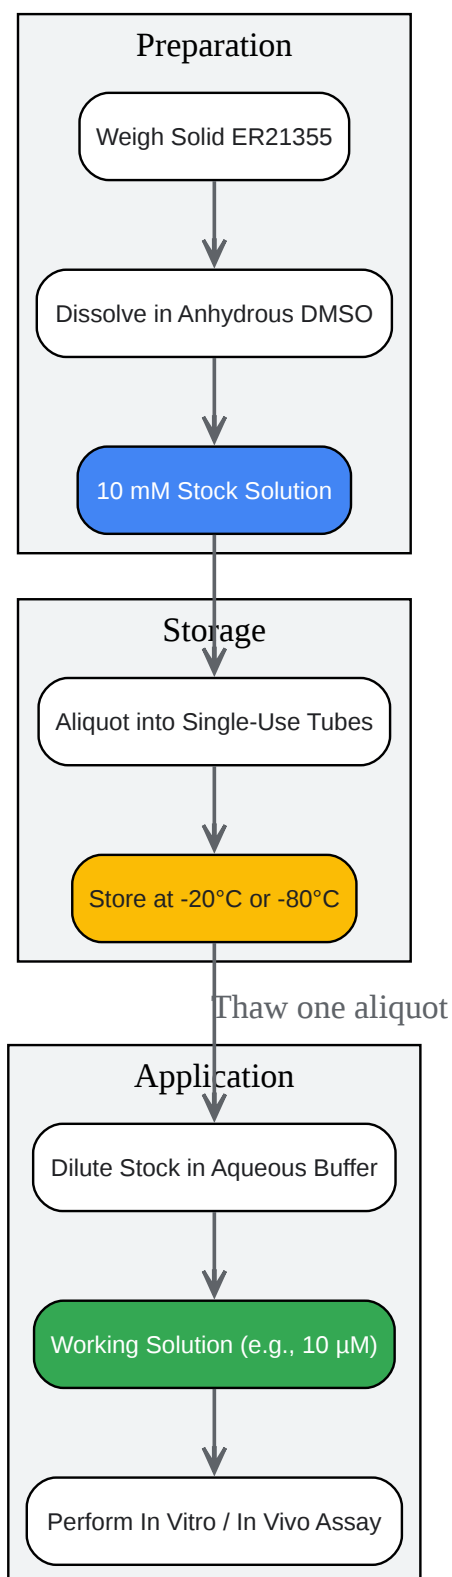 Preparation
Weigh Solid ER21355
Dissolve in Anhydrous DMSO
10 mM Stock Solution
Storage
Aliquot into Single-Use Tubes
Store at -20°C or -80°C
Thaw one aliquot
Application
Dilute Stock in Aqueous Buffer
Working Solution (e.g., 10 µM)
Perform In Vitro / In Vivo Assay